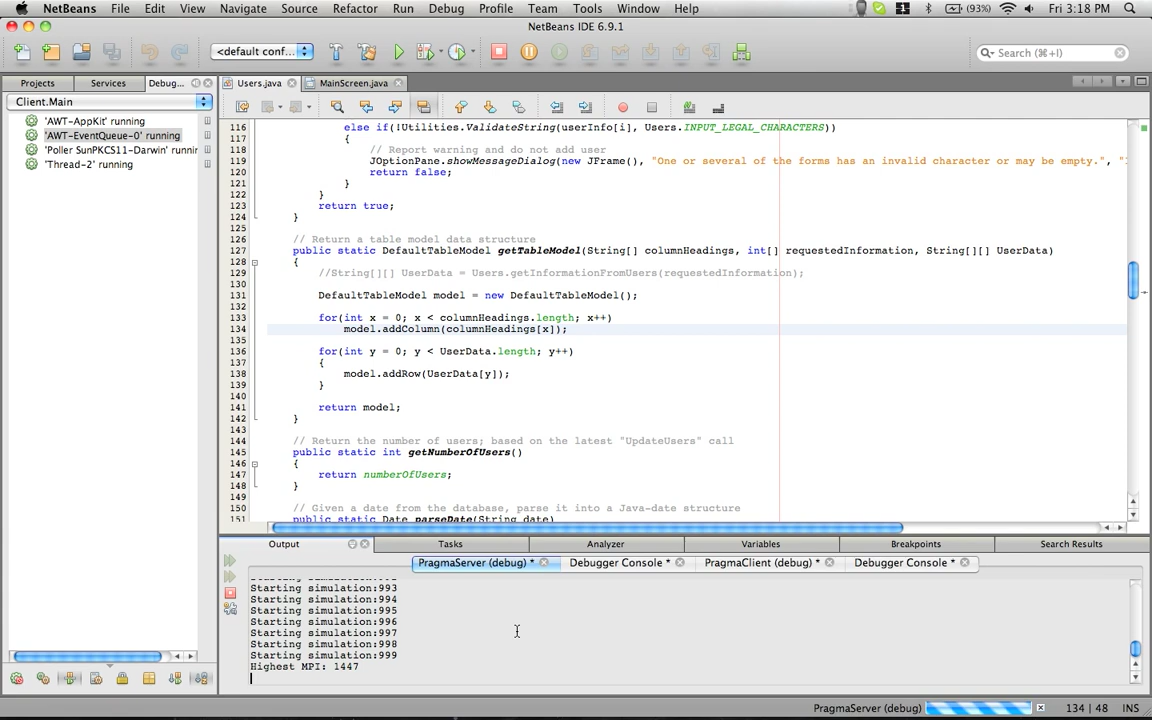 NetBeans File Edit View Navigate Source Refactor Run Debug Profile Team Tools Window Help 1 (93%) Fri 3:18 PM
NetBeans IDE 6.9.1
<default conf... Search (⌘+I)
Projects Services Debug... Users.java MainScreen.java
Client.Main
'AWT-AppKit' running
'AWT-EventQueue-0' running
'Poller SunPKCS11-Darwin' runnin
'Thread-2' running
116 else if(!Utilities.ValidateString(userInfo[i], Users.INPUT_LEGAL_CHARACTERS))
117 {
118 // Report warning and do not add user
119 JOptionPane.showMessageDialog(new JFrame(), "One or several of the forms has an invalid character or may be empty.",
120 return false;
121 }
122 }
123 return true;
124 }
125
126 // Return a table model data structure
127 public static DefaultTableModel getTableModel(String[] columnHeadings, int[] requestedInformation, String[][] UserData)
128 {
129 //String[][] UserData = Users.getInformationFromUsers(requestedInformation);
130
131 DefaultTableModel model = new DefaultTableModel();
132
133 for(int x = 0; x < columnHeadings.length; x++)
134 model.addColumn(columnHeadings[x]);
135
136 for(int y = 0; y < UserData.length; y++)
137 {
138 model.addRow(UserData[y]);
139 }
140
141 return model;
142 }
143
144 // Return the number of users; based on the latest "UpdateUsers" call
145 public static int getNumberOfUsers()
146 {
147 return numberOfUsers;
148 }
149
150 // Given a date from the database, parse it into a Java-date structure
151 public static Date parseDate(String date)
Output Tasks Analyzer Variables Breakpoints Search Results
PragmaServer (debug) * Debugger Console * PragmaClient (debug) * Debugger Console *
Starting simulation:993
Starting simulation:994
Starting simulation:995
Starting simulation:996
Starting simulation:997
Starting simulation:998
Starting simulation:999
Highest MPI: 1447
PragmaServer (debug) 134 | 48 INS